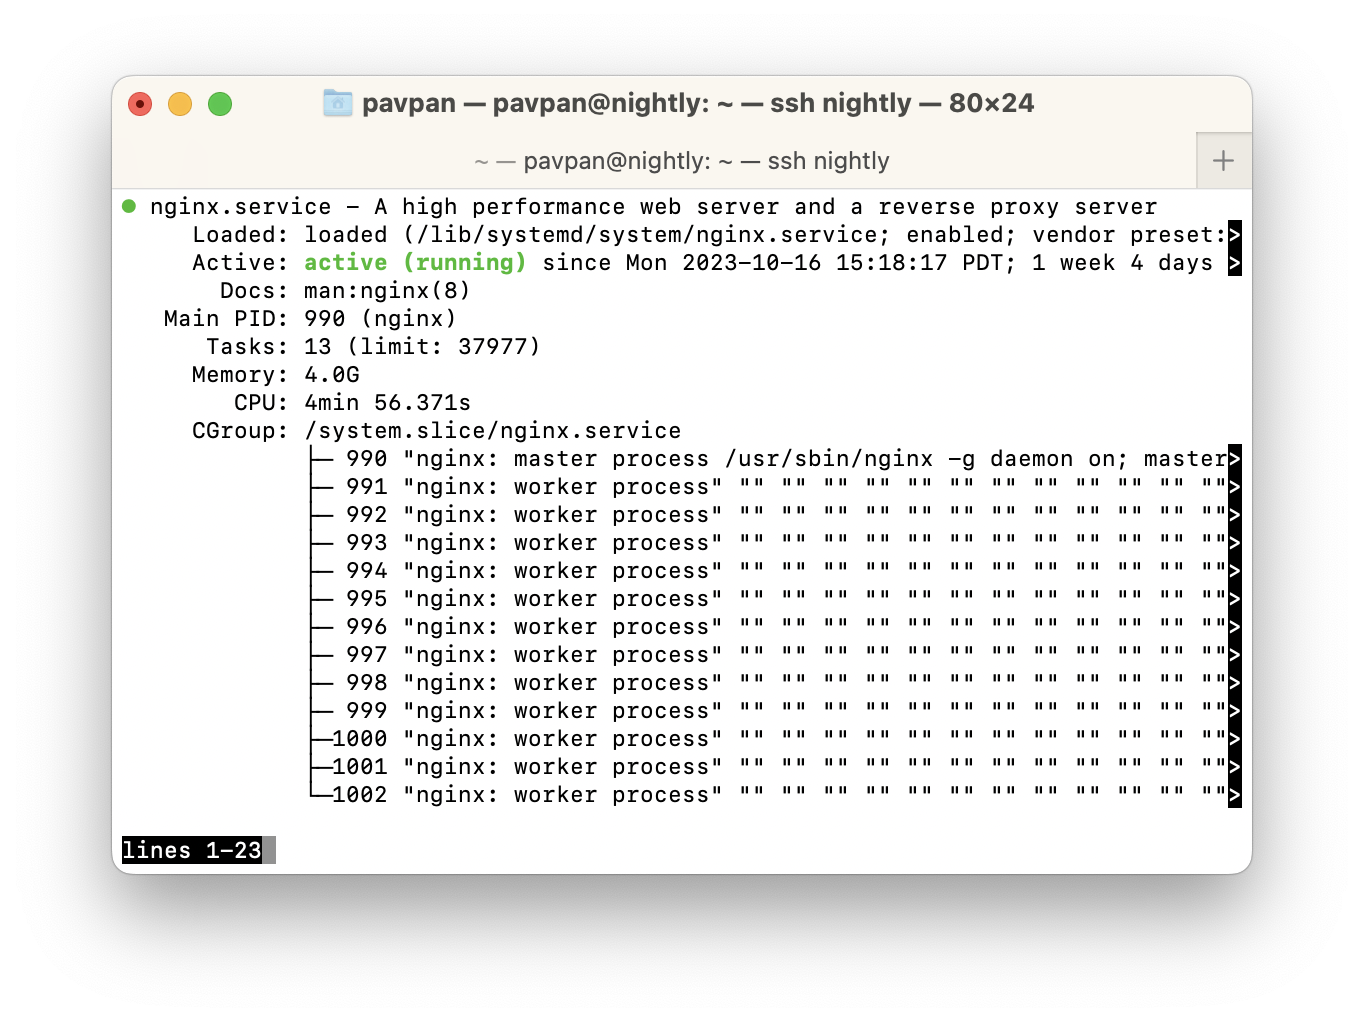 pavpan — pavpan@nightly: ~ — ssh nightly — 80×24
~ — pavpan@nightly: ~ — ssh nightly
+
● nginx.service - A high performance web server and a reverse proxy server
     Loaded: loaded (/lib/systemd/system/nginx.service; enabled; vendor preset:>
     Active: active (running) since Mon 2023-10-16 15:18:17 PDT; 1 week 4 days >
       Docs: man:nginx(8)
   Main PID: 990 (nginx)
      Tasks: 13 (limit: 37977)
     Memory: 4.0G
        CPU: 4min 56.371s
     CGroup: /system.slice/nginx.service
             ├─ 990 "nginx: master process /usr/sbin/nginx -g daemon on; master>
             ├─ 991 "nginx: worker process" "" "" "" "" "" "" "" "" "" "" "" "">
             ├─ 992 "nginx: worker process" "" "" "" "" "" "" "" "" "" "" "" "">
             ├─ 993 "nginx: worker process" "" "" "" "" "" "" "" "" "" "" "" "">
             ├─ 994 "nginx: worker process" "" "" "" "" "" "" "" "" "" "" "" "">
             ├─ 995 "nginx: worker process" "" "" "" "" "" "" "" "" "" "" "" "">
             ├─ 996 "nginx: worker process" "" "" "" "" "" "" "" "" "" "" "" "">
             ├─ 997 "nginx: worker process" "" "" "" "" "" "" "" "" "" "" "" "">
             ├─ 998 "nginx: worker process" "" "" "" "" "" "" "" "" "" "" "" "">
             ├─ 999 "nginx: worker process" "" "" "" "" "" "" "" "" "" "" "" "">
             ├─1000 "nginx: worker process" "" "" "" "" "" "" "" "" "" "" "" "">
             ├─1001 "nginx: worker process" "" "" "" "" "" "" "" "" "" "" "" "">
             └─1002 "nginx: worker process" "" "" "" "" "" "" "" "" "" "" "" "">
lines 1-23